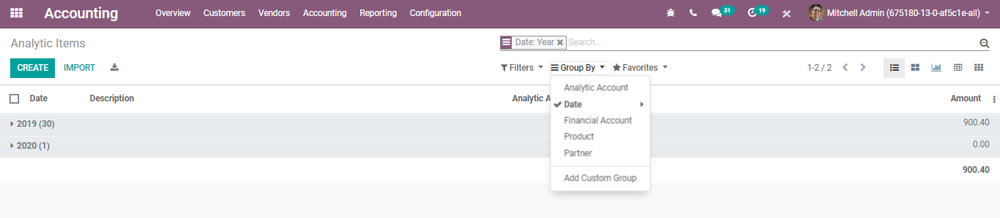 Accounting Overview Customers Vendors Accounting Reporting Configuration 31 19 Mitchell Admin (675180-13-0-af5c1e-all)
Analytic Items Date: Year Search...
CREATE IMPORT Filters Group By Favorites 1-2 / 2
Date Description Analytic A Amount
2019 (30) 900.40
2020 (1) 0.00
900.40
Analytic Account
Date
Financial Account
Product
Partner
Add Custom Group